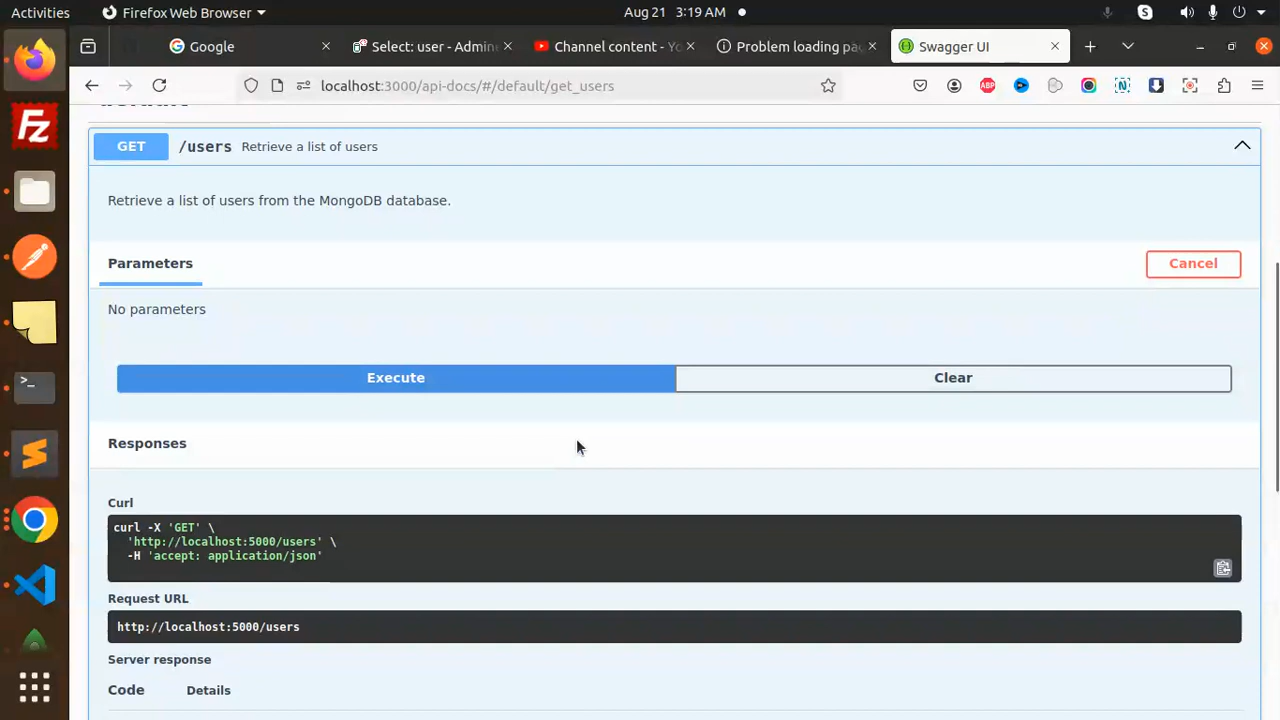 Activities
Firefox Web Browser
Aug 21 3:19 AM
Google
Select: user - Admine
Channel content - Yo
Problem loading pag
Swagger UI
localhost:3000/api-docs/#/default/get_users
ABP
GET /users Retrieve a list of users
Retrieve a list of users from the MongoDB database.
Parameters
Cancel
No parameters
Execute
Clear
Responses
Curl
curl -X 'GET' \
'http://localhost:5000/users' \
-H 'accept: application/json'
Request URL
http://localhost:5000/users
Server response
Code Details